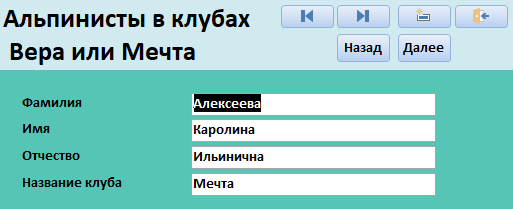 Альпинисты в клубах
Вера или Мечта
Назад Далее
Фамилия Алексеева
Имя Каролина
Отчество Ильинична
Название клуба Мечта